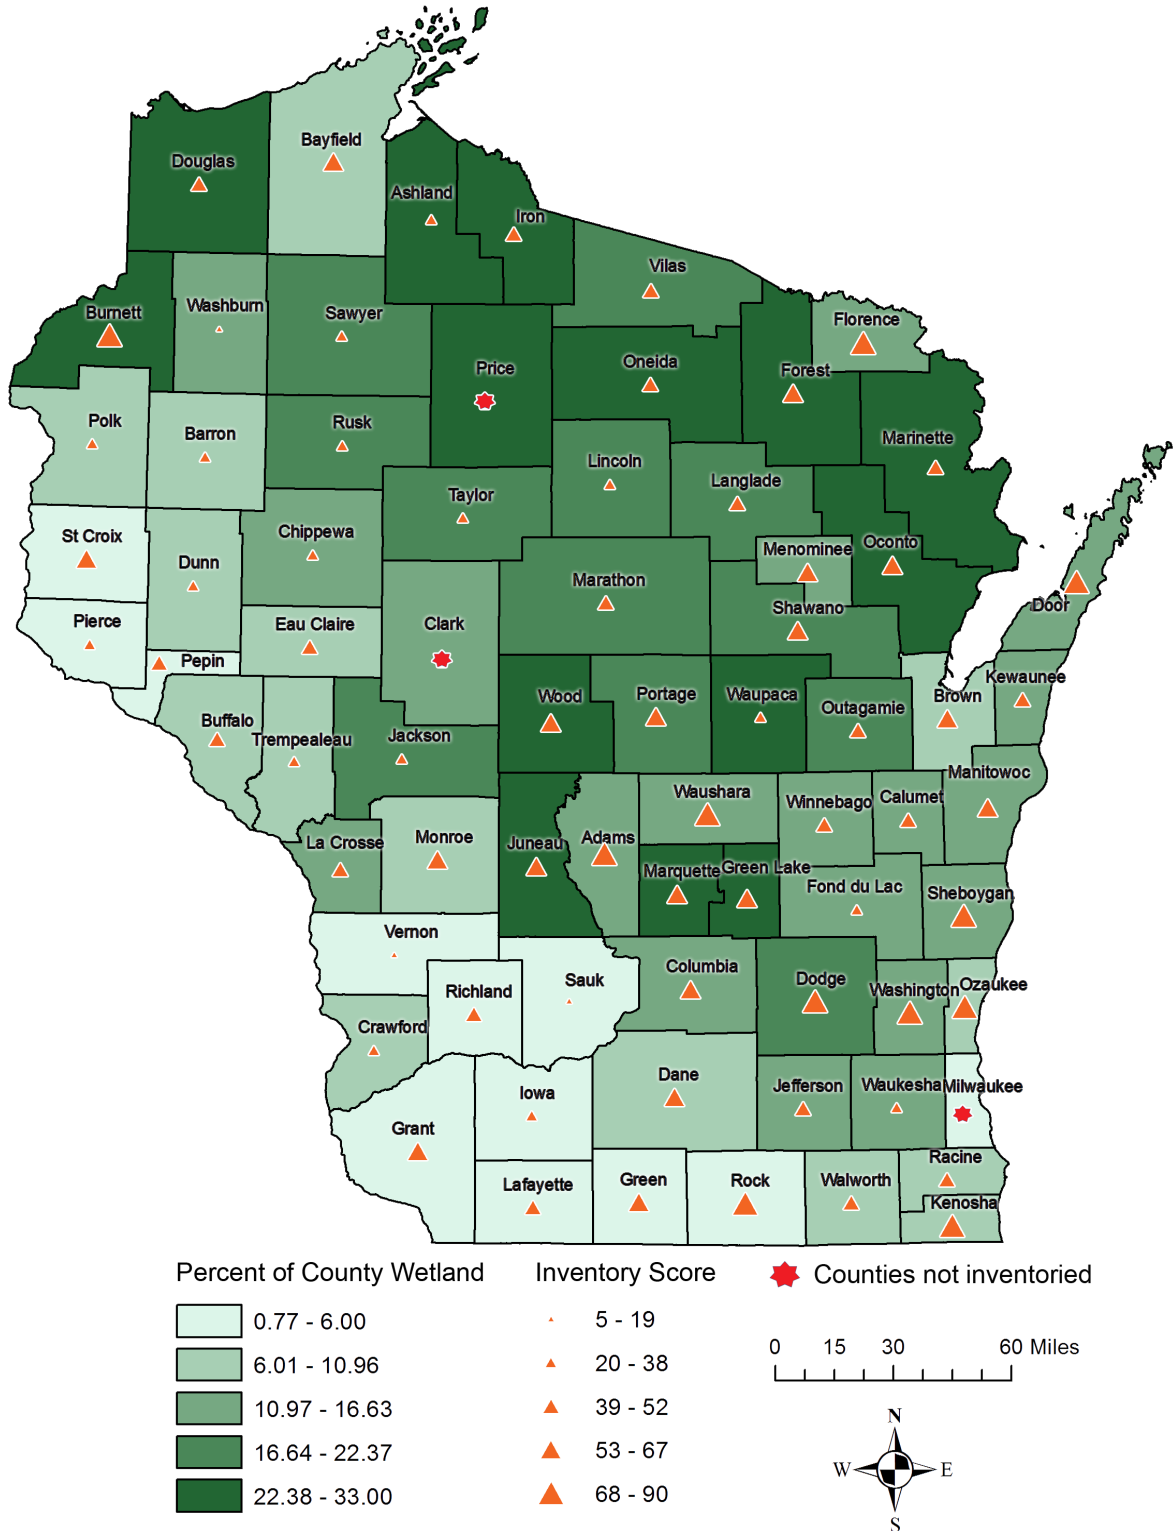 Bayfield
Douglas
Ashland
Iron
Vilas
Washburn
Burnett
Sawyer
Florence
Price
Oneida
Forest
Polk
Barron
Rusk
Marinette
Lincoln
Langlade
Taylor
St Croix
Chippewa
Dunn
Menominee
Oconto
Marathon
Shawano
Door
Pierce
Eau Claire
Clark
Pepin
Kewaunee
Wood
Portage
Waupaca
Brown
Outagamie
Buffalo
Trempealeau
Jackson
Manitowoc
Waushara
Winnebago
Calumet
La Crosse
Monroe
Juneau
Adams
Marquette
Green Lake
Fond du Lac
Sheboygan
Vernon
Sauk
Columbia
Dodge
Washington
Ozaukee
Richland
Crawford
Dane
Jefferson
Waukesha
Milwaukee
Iowa
Grant
Lafayette
Green
Rock
Walworth
Racine
Kenosha
Percent of County Wetland
0.77 - 6.00
6.01 - 10.96
10.97 - 16.63
16.64 - 22.37
22.38 - 33.00
Inventory Score
5 - 19
20 - 38
39 - 52
53 - 67
68 - 90
Counties not inventoried
0 15 30 60 Miles
N
W E
S